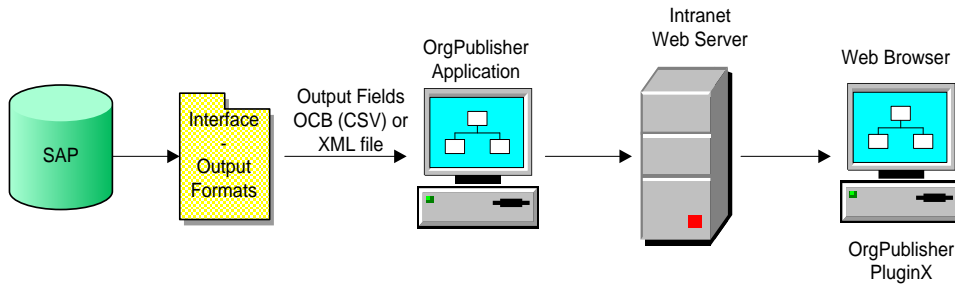 SAP
Interface
-
Output
Formats
Output Fields
OCB (CSV) or
XML file
OrgPublisher
Application
Intranet
Web Server
Web Browser
OrgPublisher
PluginX